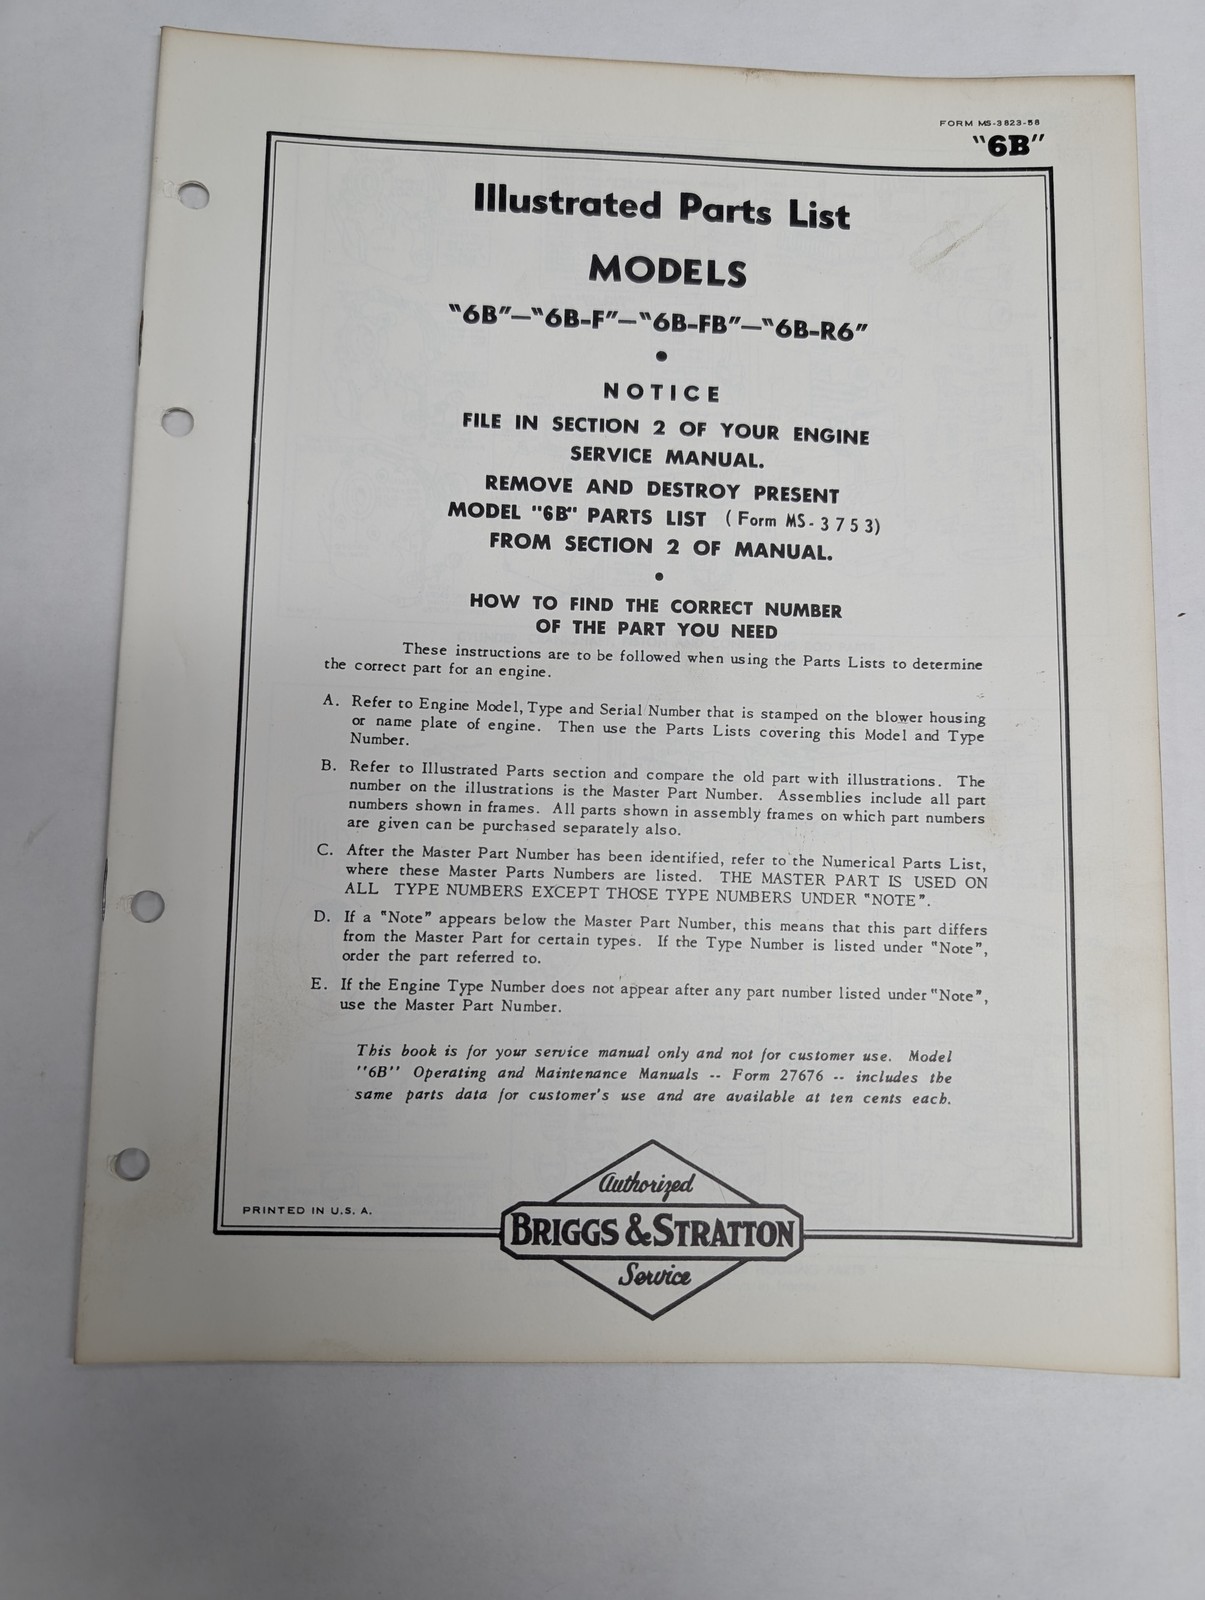 FORM MS-3623-58
"6B"
Illustrated Parts List
MODELS
"6B"—"6B-F"—"6B-FB"—"6B-R6"
•
NOTICE
FILE IN SECTION 2 OF YOUR ENGINE
SERVICE MANUAL.
REMOVE AND DESTROY PRESENT
MODEL "6B" PARTS LIST (Form MS-3753)
FROM SECTION 2 OF MANUAL.
•
HOW TO FIND THE CORRECT NUMBER
OF THE PART YOU NEED
These instructions are to be followed when using the Parts Lists to determine
the correct part for an engine.
A. Refer to Engine Model, Type and Serial Number that is stamped on the blower housing
or name plate of engine. Then use the Parts Lists covering this Model and Type
Number.
B. Refer to Illustrated Parts section and compare the old part with illustrations. The
number on the illustrations is the Master Part Number. Assemblies include all part
numbers shown in frames. All parts shown in assembly frames on which part numbers
are given can be purchased separately also.
C. After the Master Part Number has been identified, refer to the Numerical Parts List,
where these Master Parts Numbers are listed. THE MASTER PART IS USED ON
ALL TYPE NUMBERS EXCEPT THOSE TYPE NUMBERS UNDER "NOTE".
D. If a "Note" appears below the Master Part Number, this means that this part differs
from the Master Part for certain types. If the Type Number is listed under "Note",
order the part referred to.
E. If the Engine Type Number does not appear after any part number listed under "Note",
use the Master Part Number.
This book is for your service manual only and not for customer use. Model
"6B" Operating and Maintenance Manuals -- Form 27676 -- includes the
same parts data for customer's use and are available at ten cents each.
PRINTED IN U.S.A.
Authorized
BRIGGS & STRATTON
Service